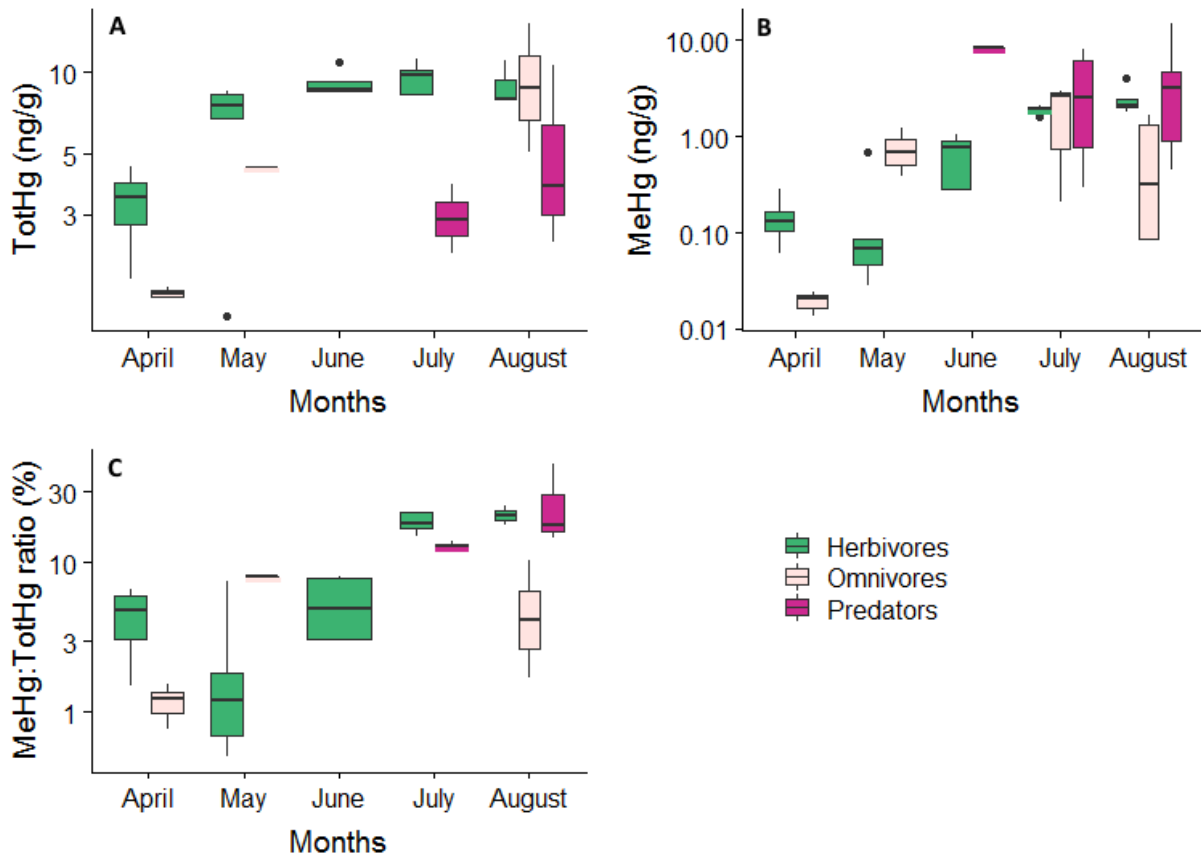 A
TotHg (ng/g)
10
5
3
April May June July August
Months
B
MeHg (ng/g)
10.00
1.00
0.10
0.01
April May June July August
Months
C
MeHg:TotHg ratio (%)
30
10
3
1
April May June July August
Months
Herbivores
Omnivores
Predators